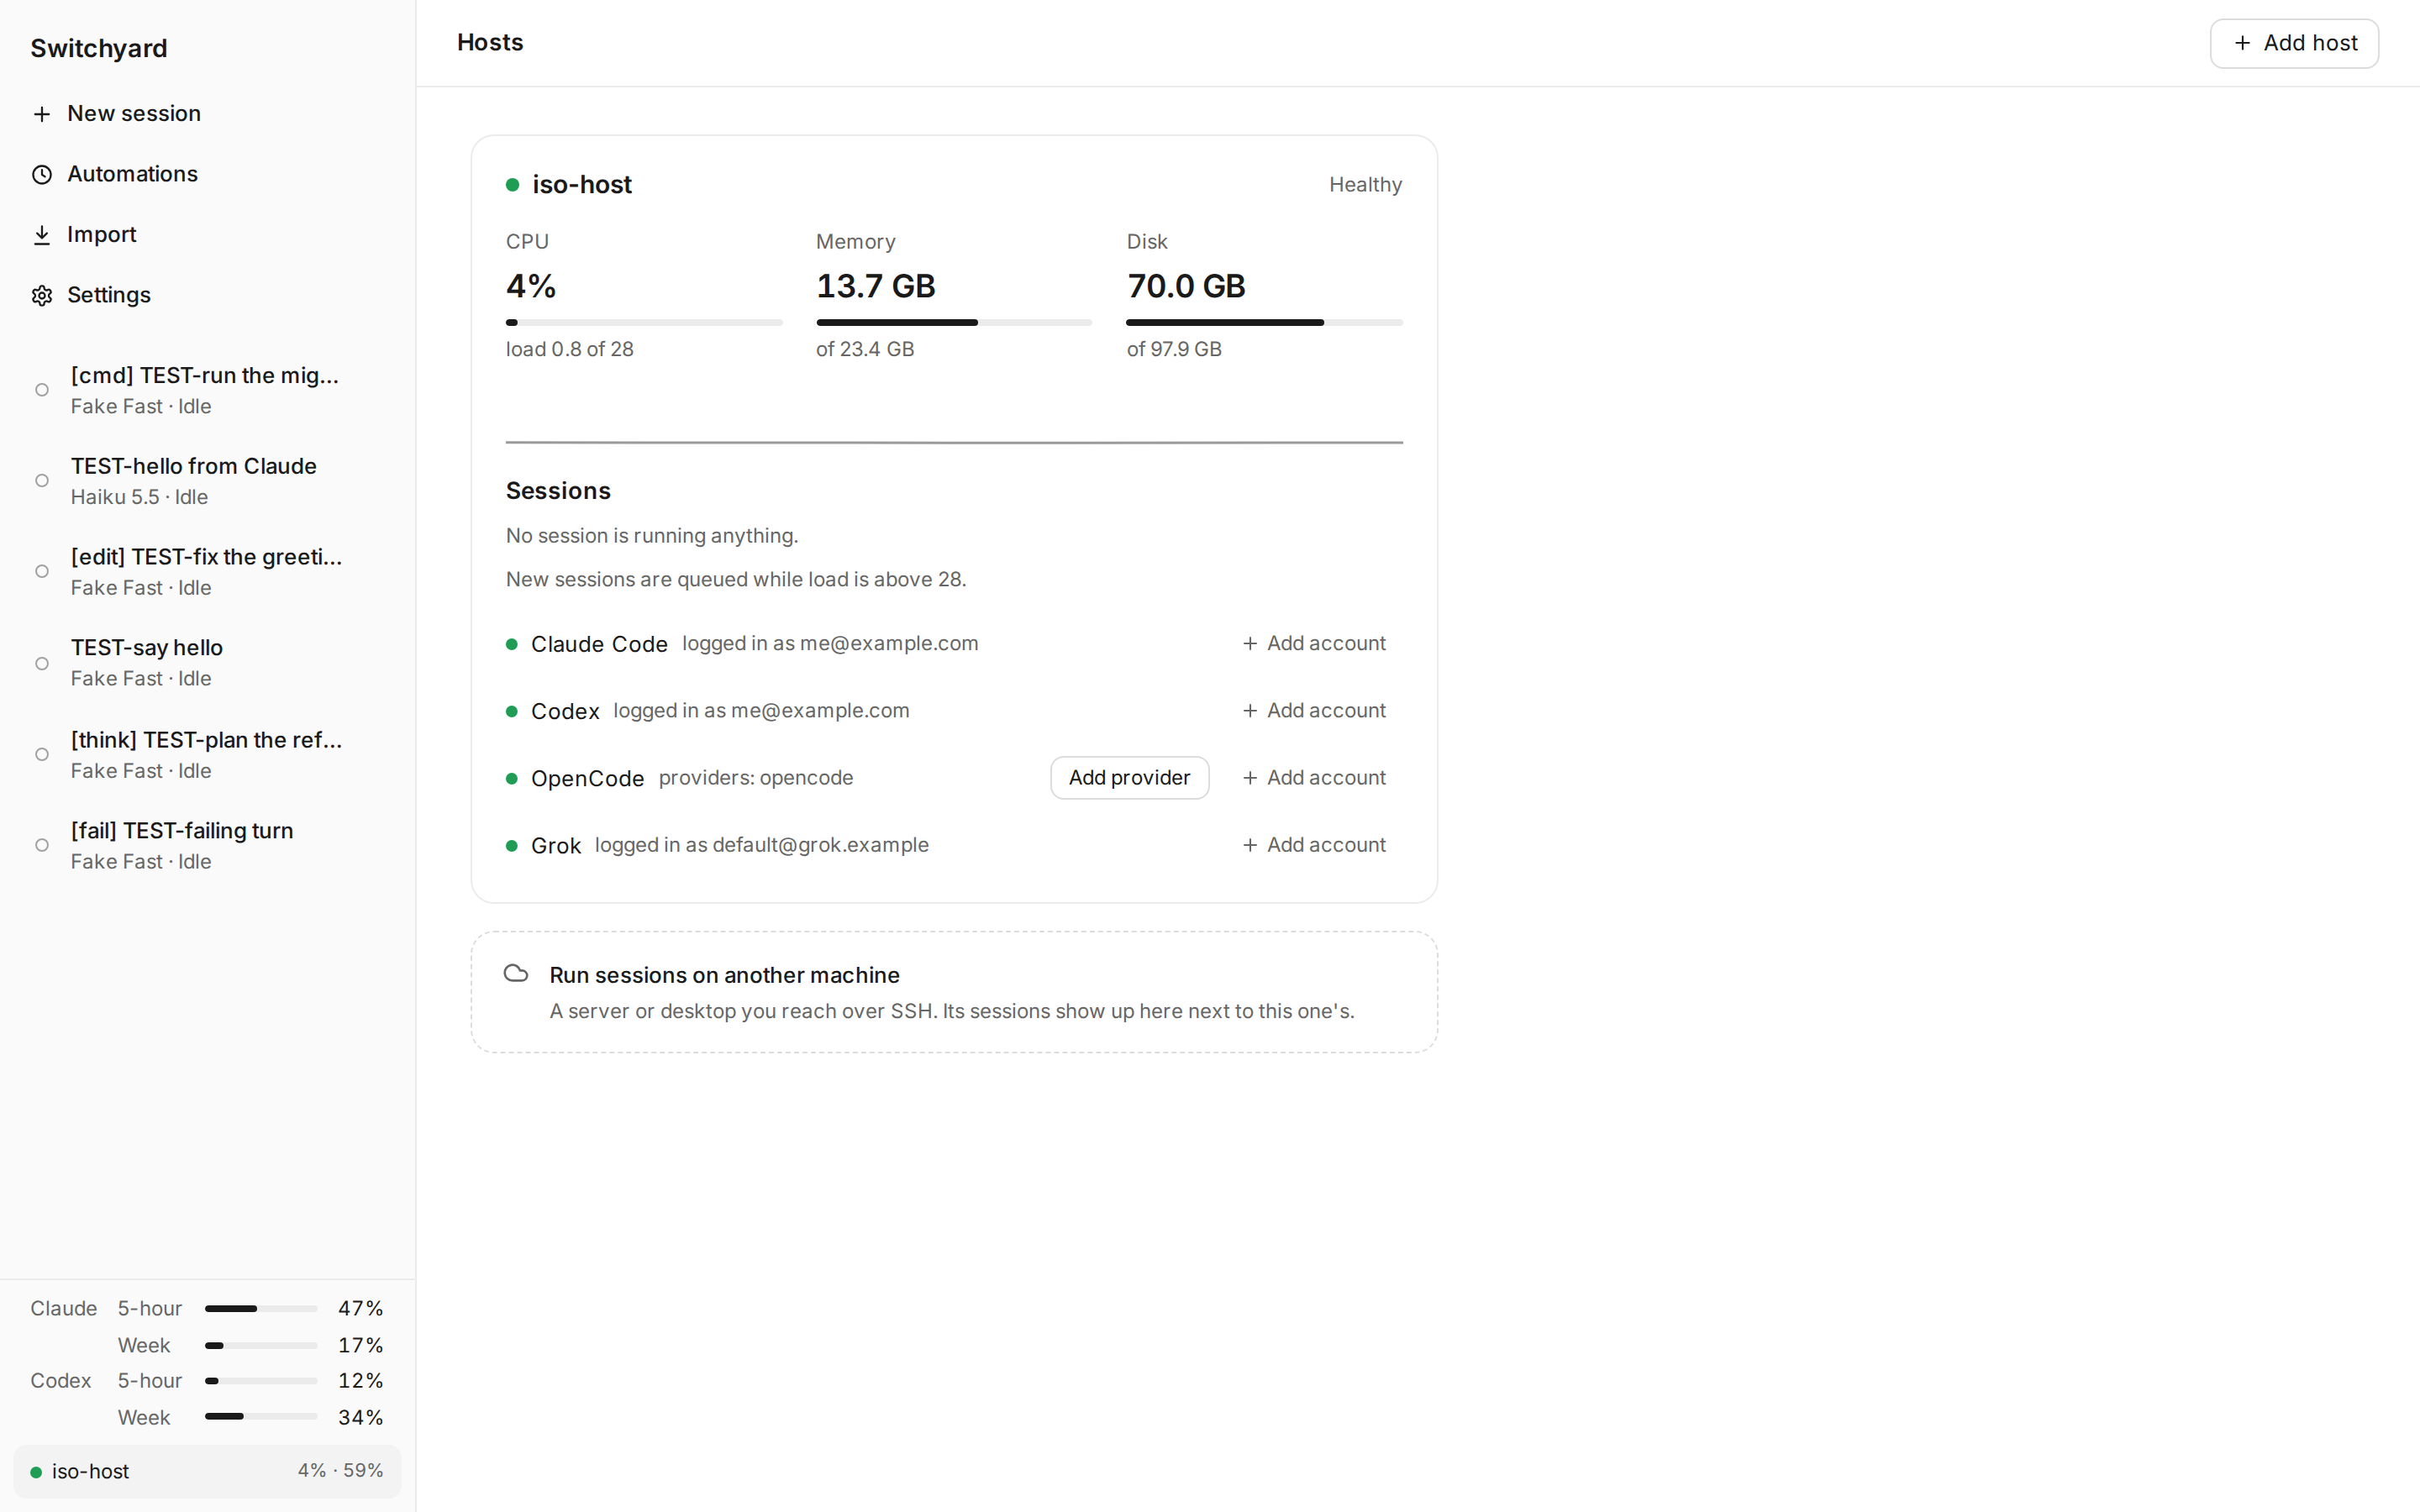 Switchyard
New session
Automations
Import
Settings
[cmd] TEST-run the mig...
Fake Fast · Idle
TEST-hello from Claude
Haiku 5.5 · Idle
[edit] TEST-fix the greeti...
Fake Fast · Idle
TEST-say hello
Fake Fast · Idle
[think] TEST-plan the ref...
Fake Fast · Idle
[fail] TEST-failing turn
Fake Fast · Idle
Claude 5-hour 47%
Week 17%
Codex 5-hour 12%
Week 34%
iso-host 4% · 59%
Hosts
+ Add host
iso-host Healthy
CPU Memory Disk
4% 13.7 GB 70.0 GB
load 0.8 of 28 of 23.4 GB of 97.9 GB
Sessions
No session is running anything.
New sessions are queued while load is above 28.
Claude Code logged in as me@example.com + Add account
Codex logged in as me@example.com + Add account
OpenCode providers: opencode Add provider + Add account
Grok logged in as default@grok.example + Add account
Run sessions on another machine
A server or desktop you reach over SSH. Its sessions show up here next to this one's.